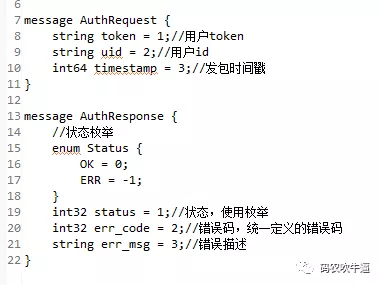 6
7 message AuthRequest {
8 string token = 1;//用户token
9 string uid = 2;//用户id
10 int64 timestamp = 3;//发包时间戳
11 }
12
13 message AuthResponse {
14 //状态枚举
15 enum Status {
16 OK = 0;
17 ERR = -1;
18 }
19 int32 status = 1;//状态，使用枚举
20 int32 err_code = 2;//错误码，统一定义的错误码
21 string err_msg = 3;//错误描述
22 }
码农吹牛逼